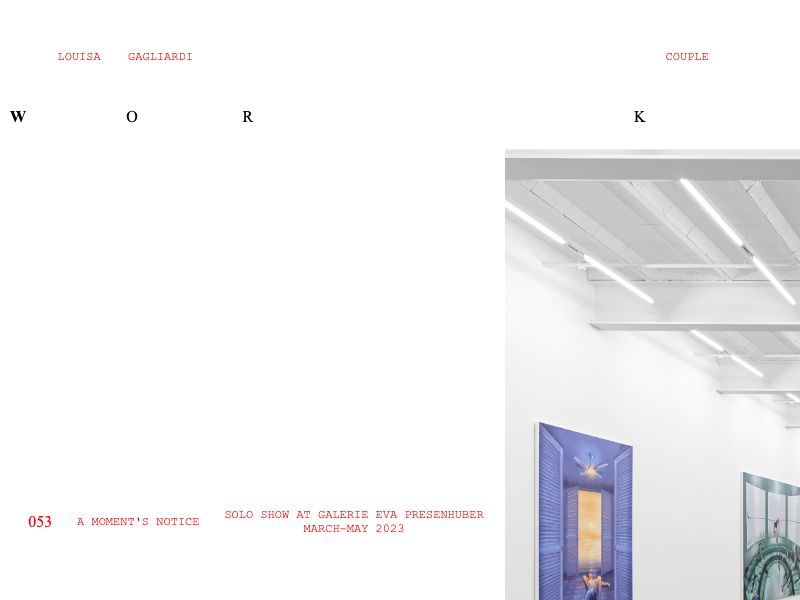 LOUISA GAGLIARDI COUPLE
W O R K
053 A MOMENT'S NOTICE SOLO SHOW AT GALERIE EVA PRESENHUBER
MARCH–MAY 2023